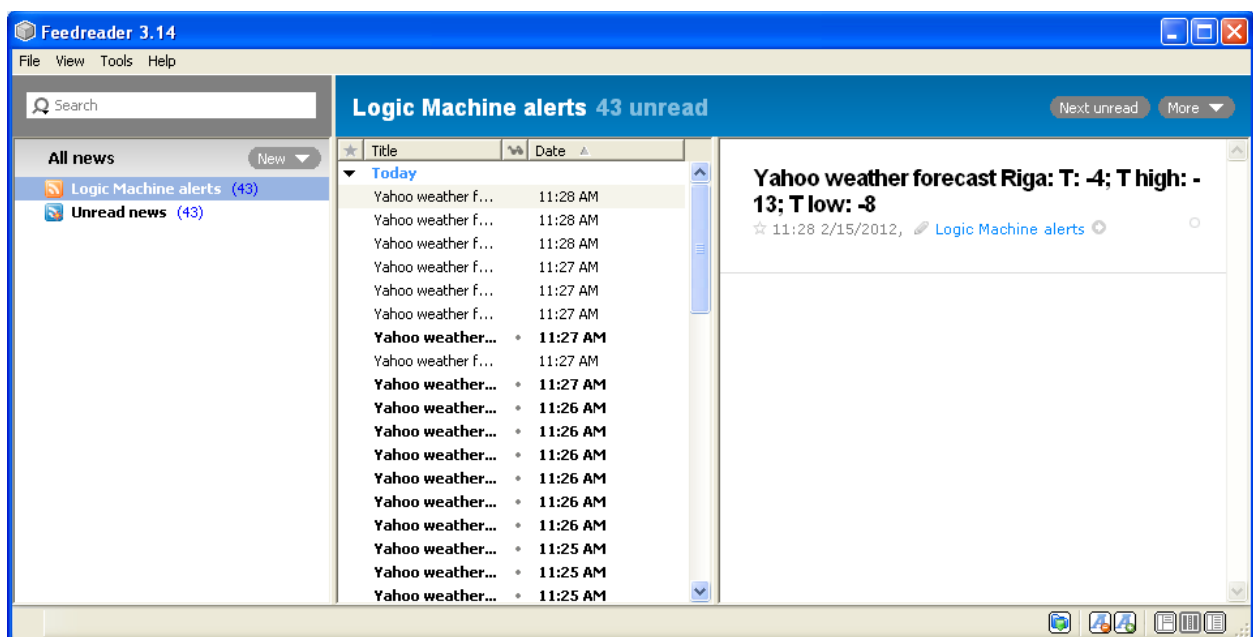 Feedreader 3.14
File View Tools Help
Search
Logic Machine alerts 43 unread
Next unread
More
All news
New
Logic Machine alerts (43)
Unread news (43)
Title Date
Today
Yahoo weather f... 11:28 AM
Yahoo weather f... 11:28 AM
Yahoo weather f... 11:28 AM
Yahoo weather f... 11:27 AM
Yahoo weather f... 11:27 AM
Yahoo weather f... 11:27 AM
Yahoo weather... 11:27 AM
Yahoo weather f... 11:27 AM
Yahoo weather... 11:27 AM
Yahoo weather... 11:26 AM
Yahoo weather... 11:26 AM
Yahoo weather... 11:26 AM
Yahoo weather... 11:26 AM
Yahoo weather... 11:26 AM
Yahoo weather... 11:26 AM
Yahoo weather... 11:25 AM
Yahoo weather... 11:25 AM
Yahoo weather... 11:25 AM
Yahoo weather forecast Riga: T: -4; T high: -
13; T low: -8
11:28 2/15/2012, Logic Machine alerts